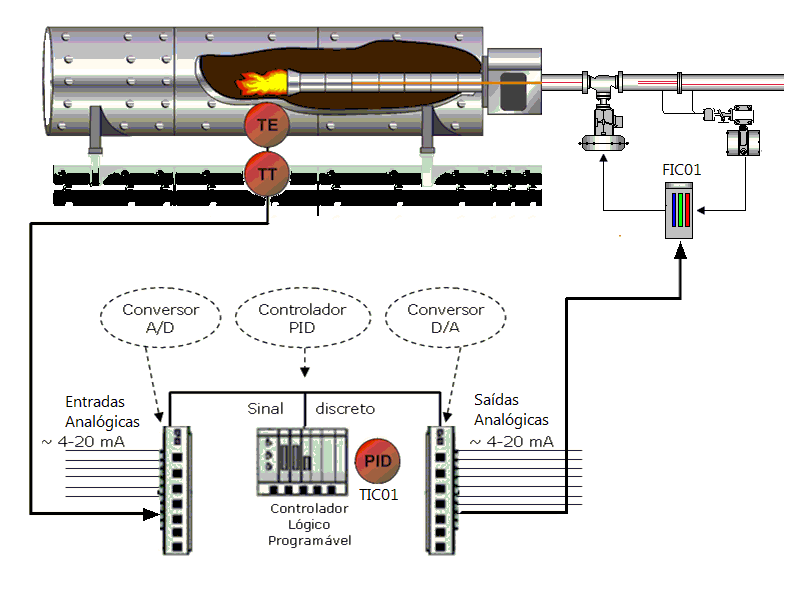 TE
TT
FIC01
Conversor
A/D
Controlador
PID
Conversor
D/A
Entradas
Analógicas
~ 4-20 mA
Sinal discreto
Saídas
Analógicas
~ 4-20 mA
PID
TIC01
Controlador
Lógico
Programável